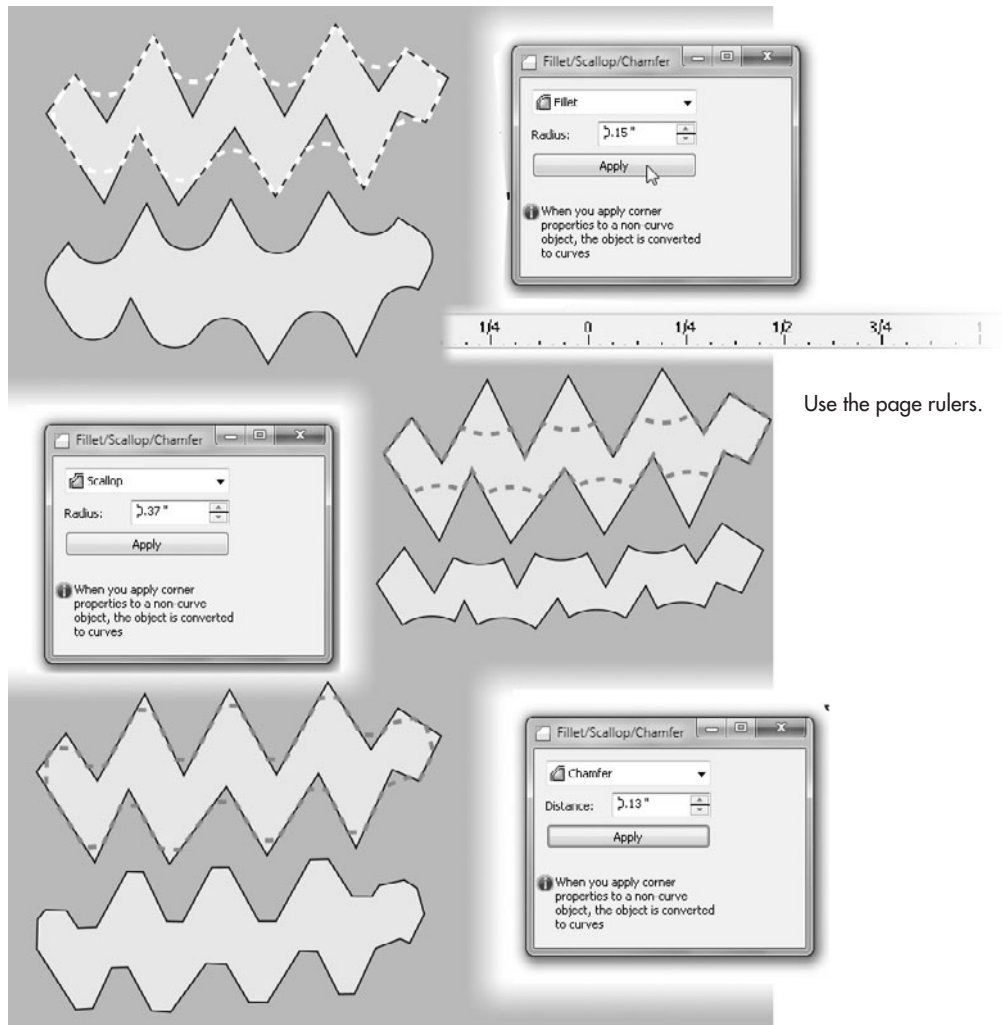 Fillet/Scallop/Chamfer
Fillet
Radius:
.15 "
Apply
When you apply corner
properties to a non-curve
object, the object is converted
to curves
1/4 0 1/4 1/2 3/4 1
Use the page rulers.
Fillet/Scallop/Chamfer
Scallop
Radius:
.37 "
Apply
When you apply corner
properties to a non-curve
object, the object is converted
to curves
Fillet/Scallop/Chamfer
Chamfer
Distance:
.13 "
Apply
When you apply corner
properties to a non-curve
object, the object is converted
to curves